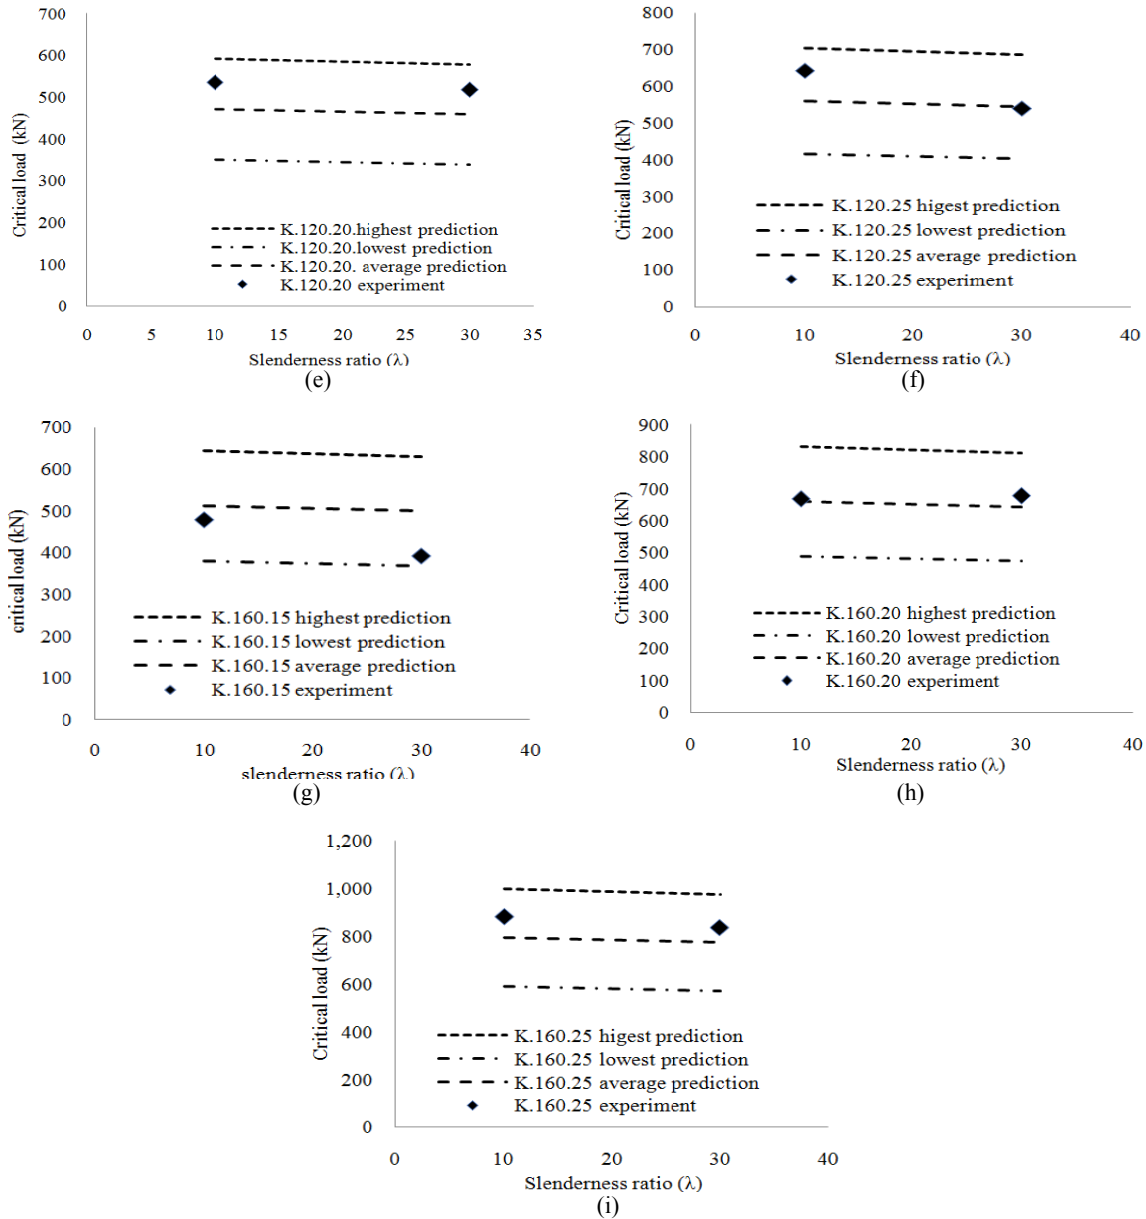 700
600
500
400
300
200
100
0
Critical load (kN)
K.120.20.highest prediction
K.120.20.lowest prediction
K.120.20. average prediction
K.120.20 experiment
0 5 10 15 20 25 30 35
Slenderness ratio (λ)
(e)
800
700
600
500
400
300
200
100
0
Critical load (kN)
K.120.25 higest prediction
K.120.25 lowest prediction
K.120.25 average prediction
K.120.25 experiment
0 10 20 30 40
Slenderness ratio (λ)
(f)
700
600
500
400
300
200
100
0
critical load (kN)
K.160.15 highest prediction
K.160.15 lowest prediction
K.160.15 average prediction
K.160.15 experiment
0 10 20 30 40
slenderness ratio (λ)
(g)
900
800
700
600
500
400
300
200
100
0
Critical load (kN)
K.160.20 highest prediction
K.160.20 lowest prediction
K.160.20 average prediction
K.160.20 experiment
0 10 20 30 40
Slenderness ratio (λ)
(h)
1,200
1,000
800
600
400
200
0
Critical load (kN)
K.160.25 higest prediction
K.160.25 lowest prediction
K.160.25 average prediction
K.160.25 experiment
0 10 20 30 40
Slenderness ratio (λ)
(i)